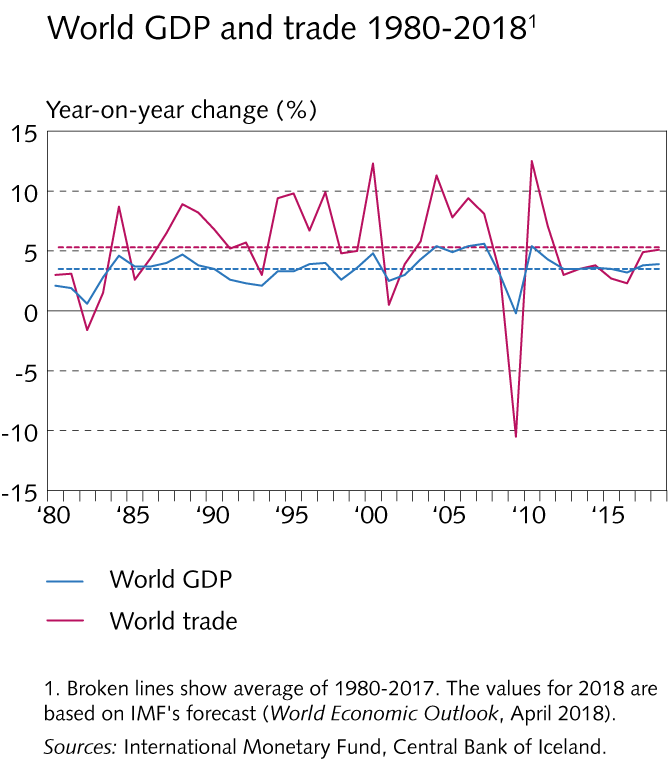 World GDP and trade 1980-2018¹
Year-on-year change (%)
15
10
5
0
-5
-10
-15
‘80 ‘85 ‘90 ‘95 ‘00 ‘05 ‘10 ‘15
World GDP
World trade
1. Broken lines show average of 1980-2017. The values for 2018 are
based on IMF's forecast (World Economic Outlook, April 2018).
Sources: International Monetary Fund, Central Bank of Iceland.